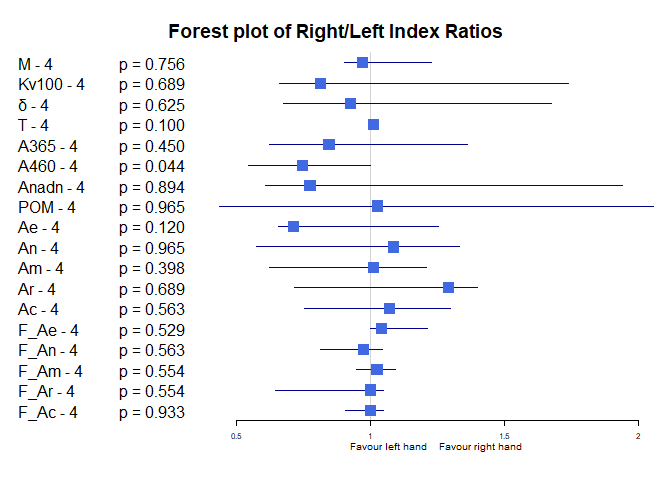 Forest plot of Right/Left Index Ratios
M - 4 p = 0.756
Kv100 - 4 p = 0.689
δ - 4 p = 0.625
T - 4 p = 0.100
A365 - 4 p = 0.450
A460 - 4 p = 0.044
Anadn - 4 p = 0.894
POM - 4 p = 0.965
Ae - 4 p = 0.120
An - 4 p = 0.965
Am - 4 p = 0.398
Ar - 4 p = 0.689
Ac - 4 p = 0.563
F_Ae - 4 p = 0.529
F_An - 4 p = 0.563
F_Am - 4 p = 0.554
F_Ar - 4 p = 0.554
F_Ac - 4 p = 0.933
0.5 1 1.5 2
Favour left hand Favour right hand